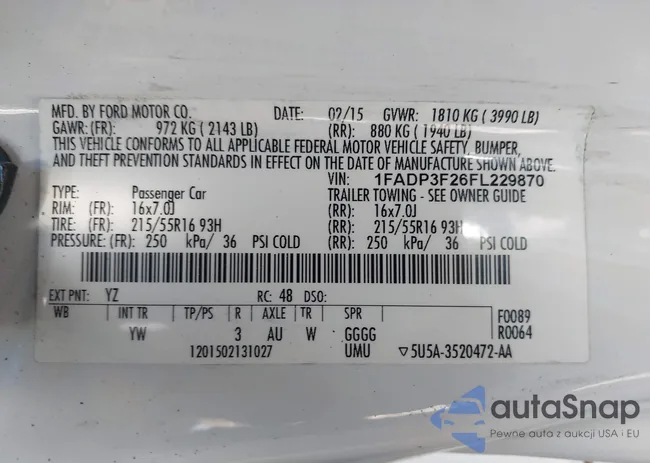 MFD. BY FORD MOTOR CO. DATE: 02/15 GVWR: 1810 KG ( 3990 LB)
GAWR: (FR): 972 KG ( 2143 LB) (RR): 880 KG ( 1940 LB)
THIS VEHICLE CONFORMS TO ALL APPLICABLE FEDERAL MOTOR VEHICLE SAFETY, BUMPER,
AND THEFT PREVENTION STANDARDS IN EFFECT ON THE DATE OF MANUFACTURE SHOWN ABOVE.
VIN: 1FADP3F26FL229870
TYPE: Passenger Car TRAILER TOWING - SEE OWNER GUIDE
RIM: (FR) 16x7.0J (RR): 16x7.0J
TIRE: (FR) 215/55R16 93H (RR): 215/55R16 93H
PRESSURE: (FR) 250 kPa/ 36 PSI COLD (RR): 250 kPa/ 36 PSI COLD
EXT PNT: YZ RC: 48 DSO:
WB INT TR TP/PS R AXLE TR SPR F0089
YW 3 AU W GGGG R0064
1201502131027 UMU ▽5U5A-3520472-AA
autaSnap
Pewne auta z aukcji USA i EU